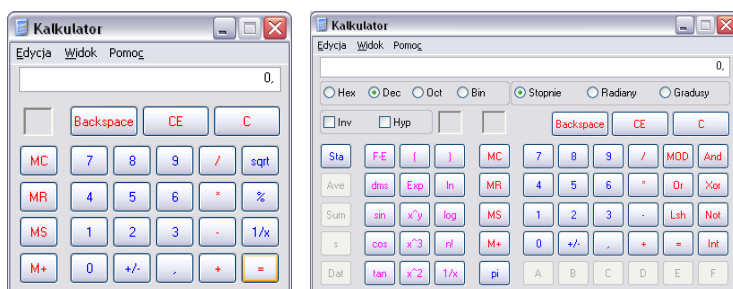 Kalkulator
Edycja Widok Pomoc
0,
Backspace CE C
MC 7 8 9 / sqrt
MR 4 5 6 * %
MS 1 2 3 - 1/x
M+ 0 +/- , + =
Kalkulator
Edycja Widok Pomoc
0,
Hex Dec Oct Bin Stopnie Radiany Gradusy
Inv Hyp Backspace CE C
Sta F-E ( ) MC 7 8 9 / MOD And
Ave dms Exp ln MR 4 5 6 * Or Xor
Sum sin x^y log MS 1 2 3 - Lsh Not
s cos x^3 n! M+ 0 +/- , + = Int
Dat tan x^2 1/x pi A B C D E F